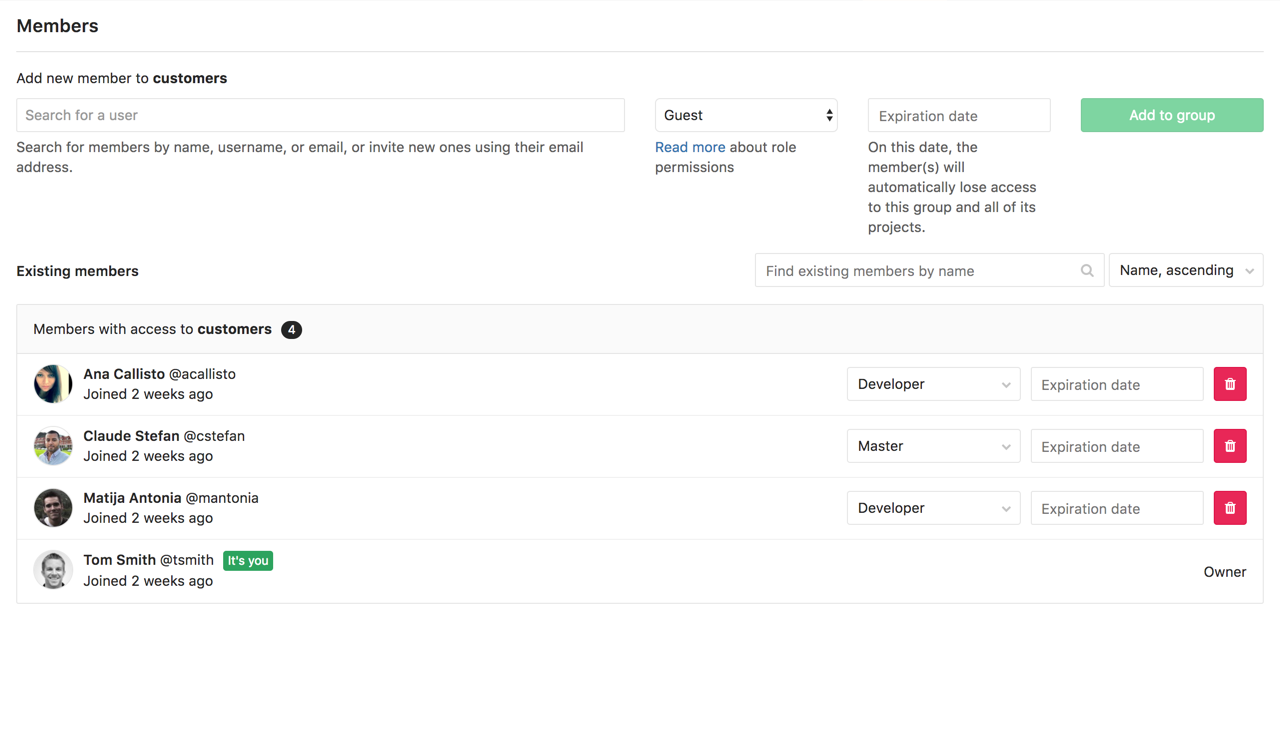 Members
Add new member to customers
Search for a user
Guest
Expiration date
Add to group
Search for members by name, username, or email, or invite new ones using their email
address.
Read more about role
permissions
On this date, the
member(s) will
automatically lose access
to this group and all of its
projects.
Existing members
Find existing members by name
Name, ascending
Members with access to customers 4
Ana Callisto @acallisto
Joined 2 weeks ago
Developer
Expiration date
Claude Stefan @cstefan
Joined 2 weeks ago
Master
Expiration date
Matija Antonia @mantonia
Joined 2 weeks ago
Developer
Expiration date
Tom Smith @tsmith It's you
Joined 2 weeks ago
Owner